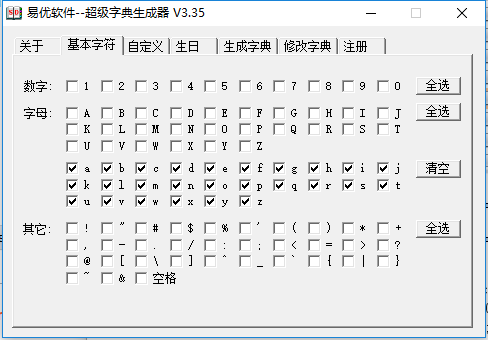 易优软件--超级字典生成器 V3.35
关于 基本字符 自定义 生日 生成字典 修改字典 注册
数字: 1 2 3 4 5 6 7 8 9 0 全选
字母: A B C D E F G H I J 全选
K L M N O P Q R S T
U V W X Y Z
a b c d e f g h i j 清空
k l m n o p q r s t
u v w x y z
其它: ! " # $ % ' ( ) * + 全选
, - . / : ; < = > ?
@ [ \ ] ^ _ ` { | }
~ & 空格